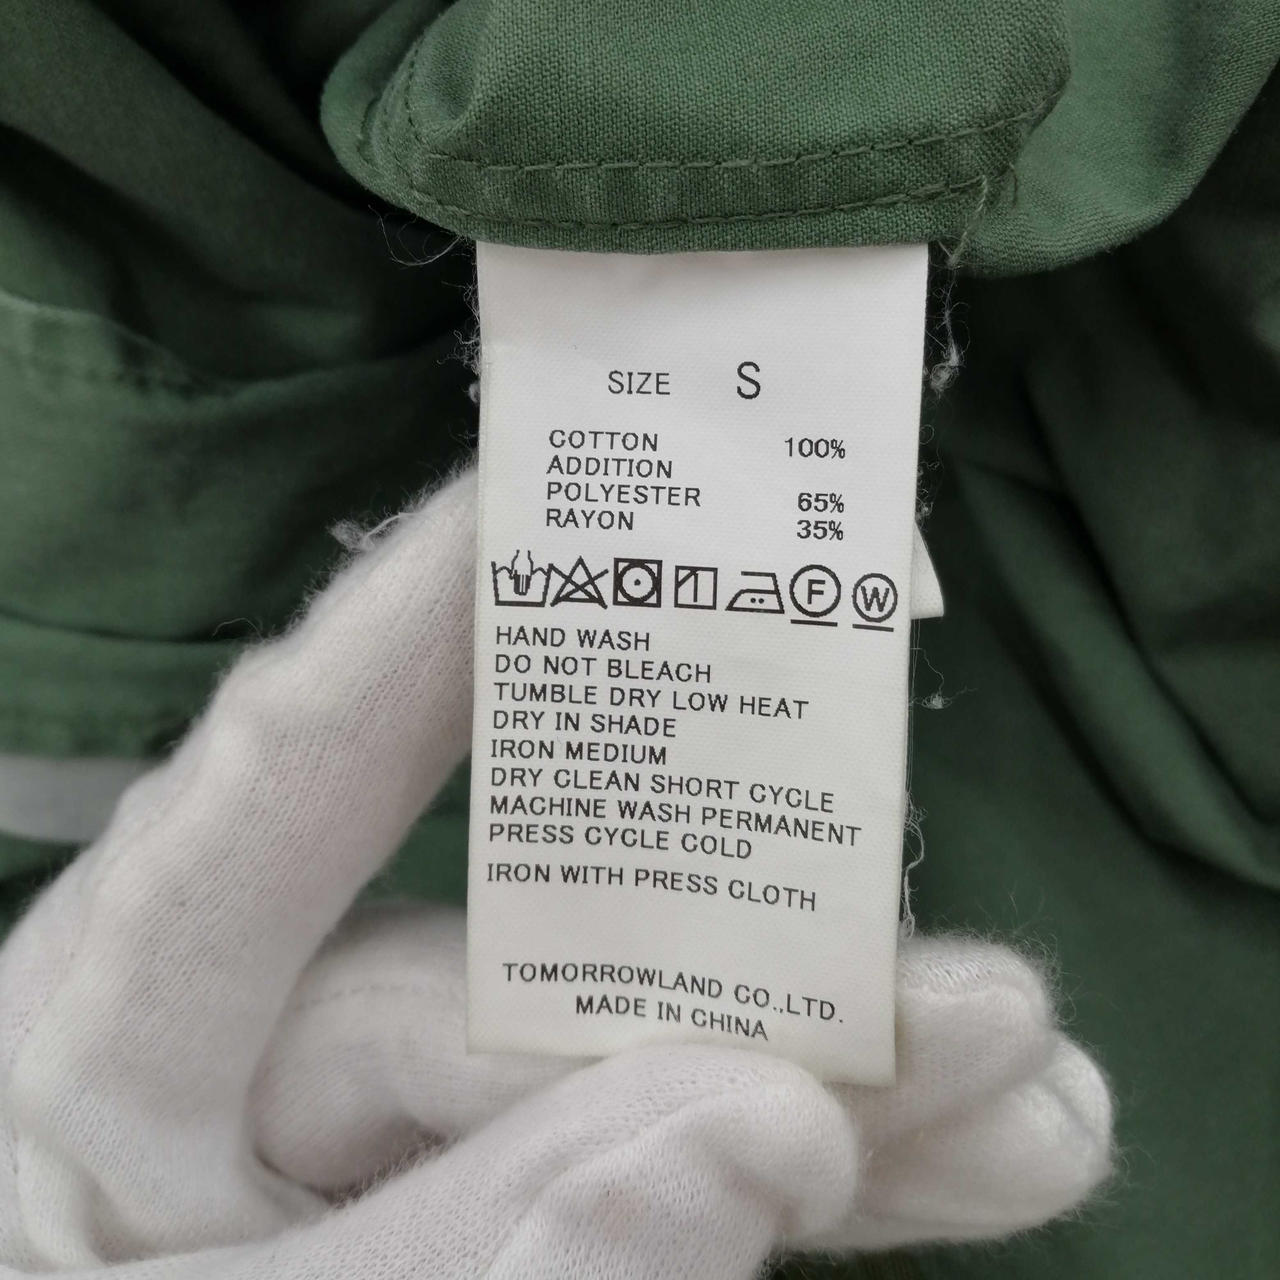 SIZE S
COTTON 100%
ADDITION
POLYESTER 65%
RAYON 35%
F W
HAND WASH
DO NOT BLEACH
TUMBLE DRY LOW HEAT
DRY IN SHADE
IRON MEDIUM
DRY CLEAN SHORT CYCLE
MACHINE WASH PERMANENT
PRESS CYCLE COLD
IRON WITH PRESS CLOTH
TOMORROWLAND CO.,LTD.
MADE IN CHINA